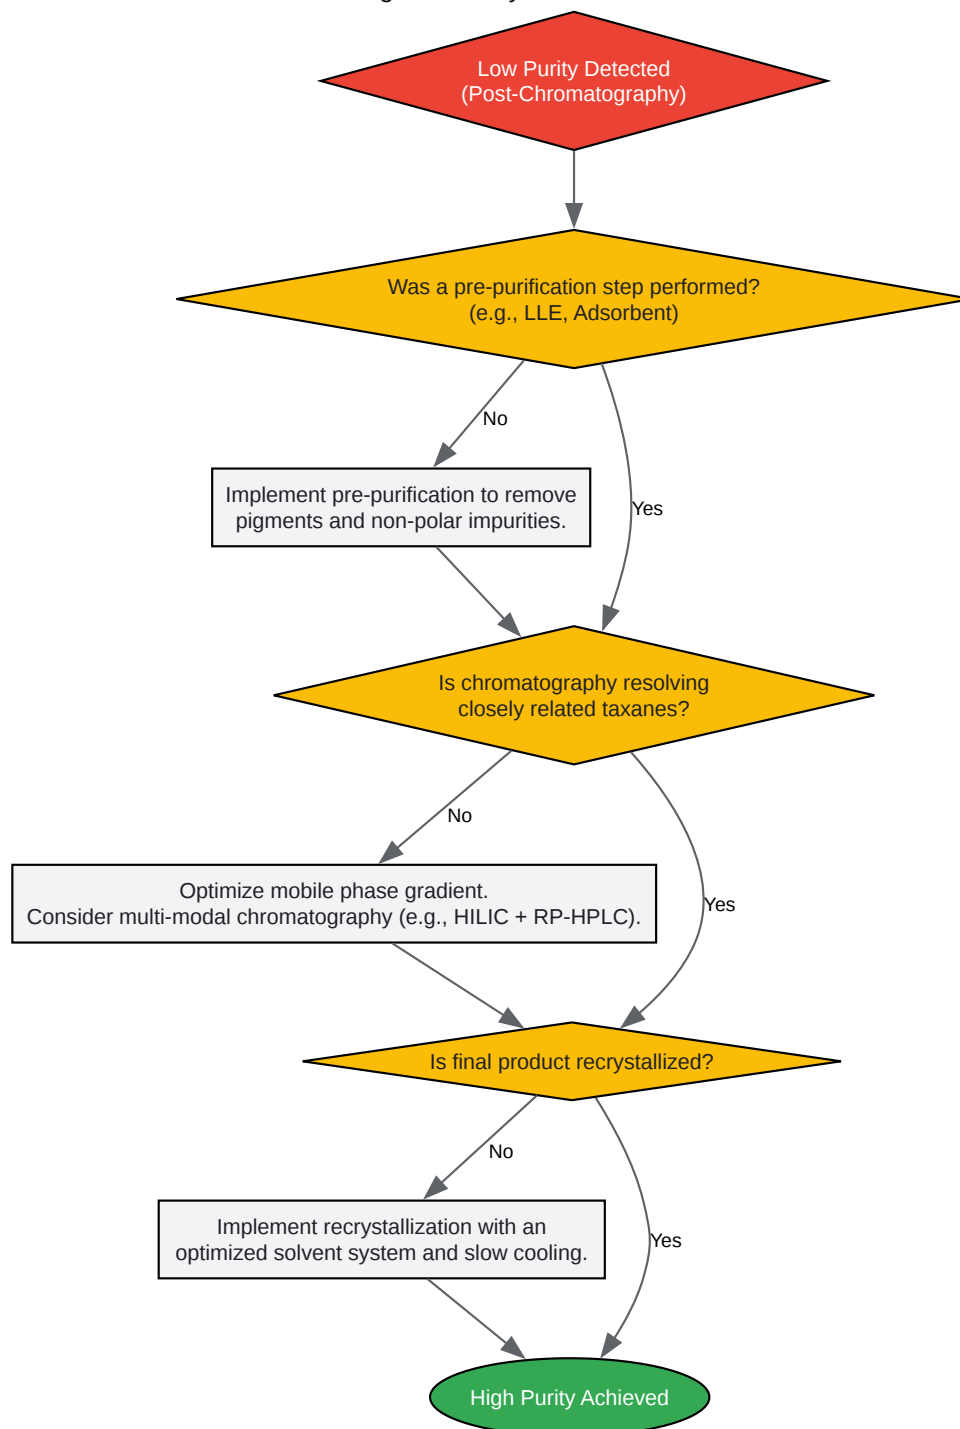 Low Purity Detected
(Post-Chromatography)
Was a pre-purification step performed?
(e.g., LLE, Adsorbent)
No
Implement pre-purification to remove
pigments and non-polar impurities.
Yes
Is chromatography resolving
closely related taxanes?
No
Optimize mobile phase gradient.
Consider multi-modal chromatography (e.g., HILIC + RP-HPLC).
Yes
Is final product recrystallized?
No
Implement recrystallization with an
optimized solvent system and slow cooling.
Yes
High Purity Achieved